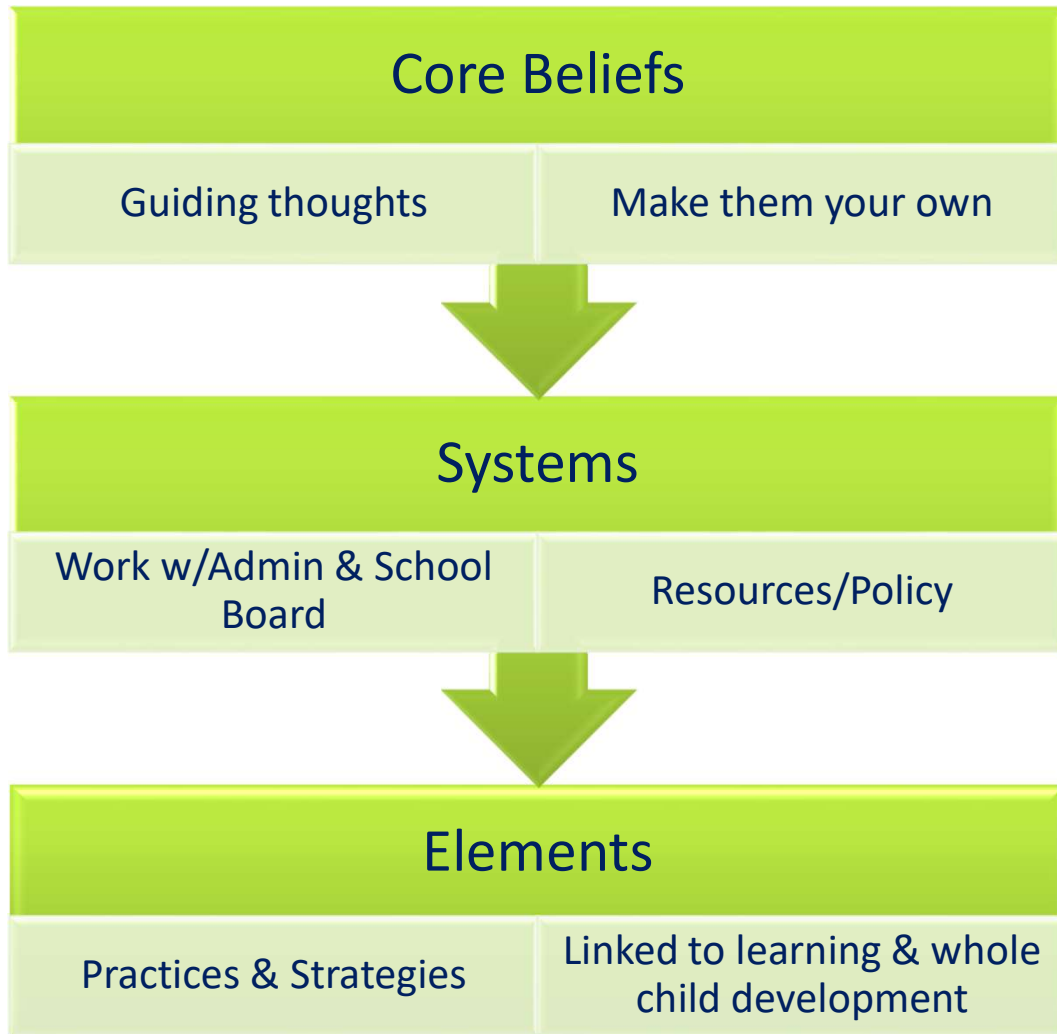 Core Beliefs
Guiding thoughts
Make them your own
Systems
Work w/Admin & School
Board
Resources/Policy
Elements
Practices & Strategies
Linked to learning & whole
child development